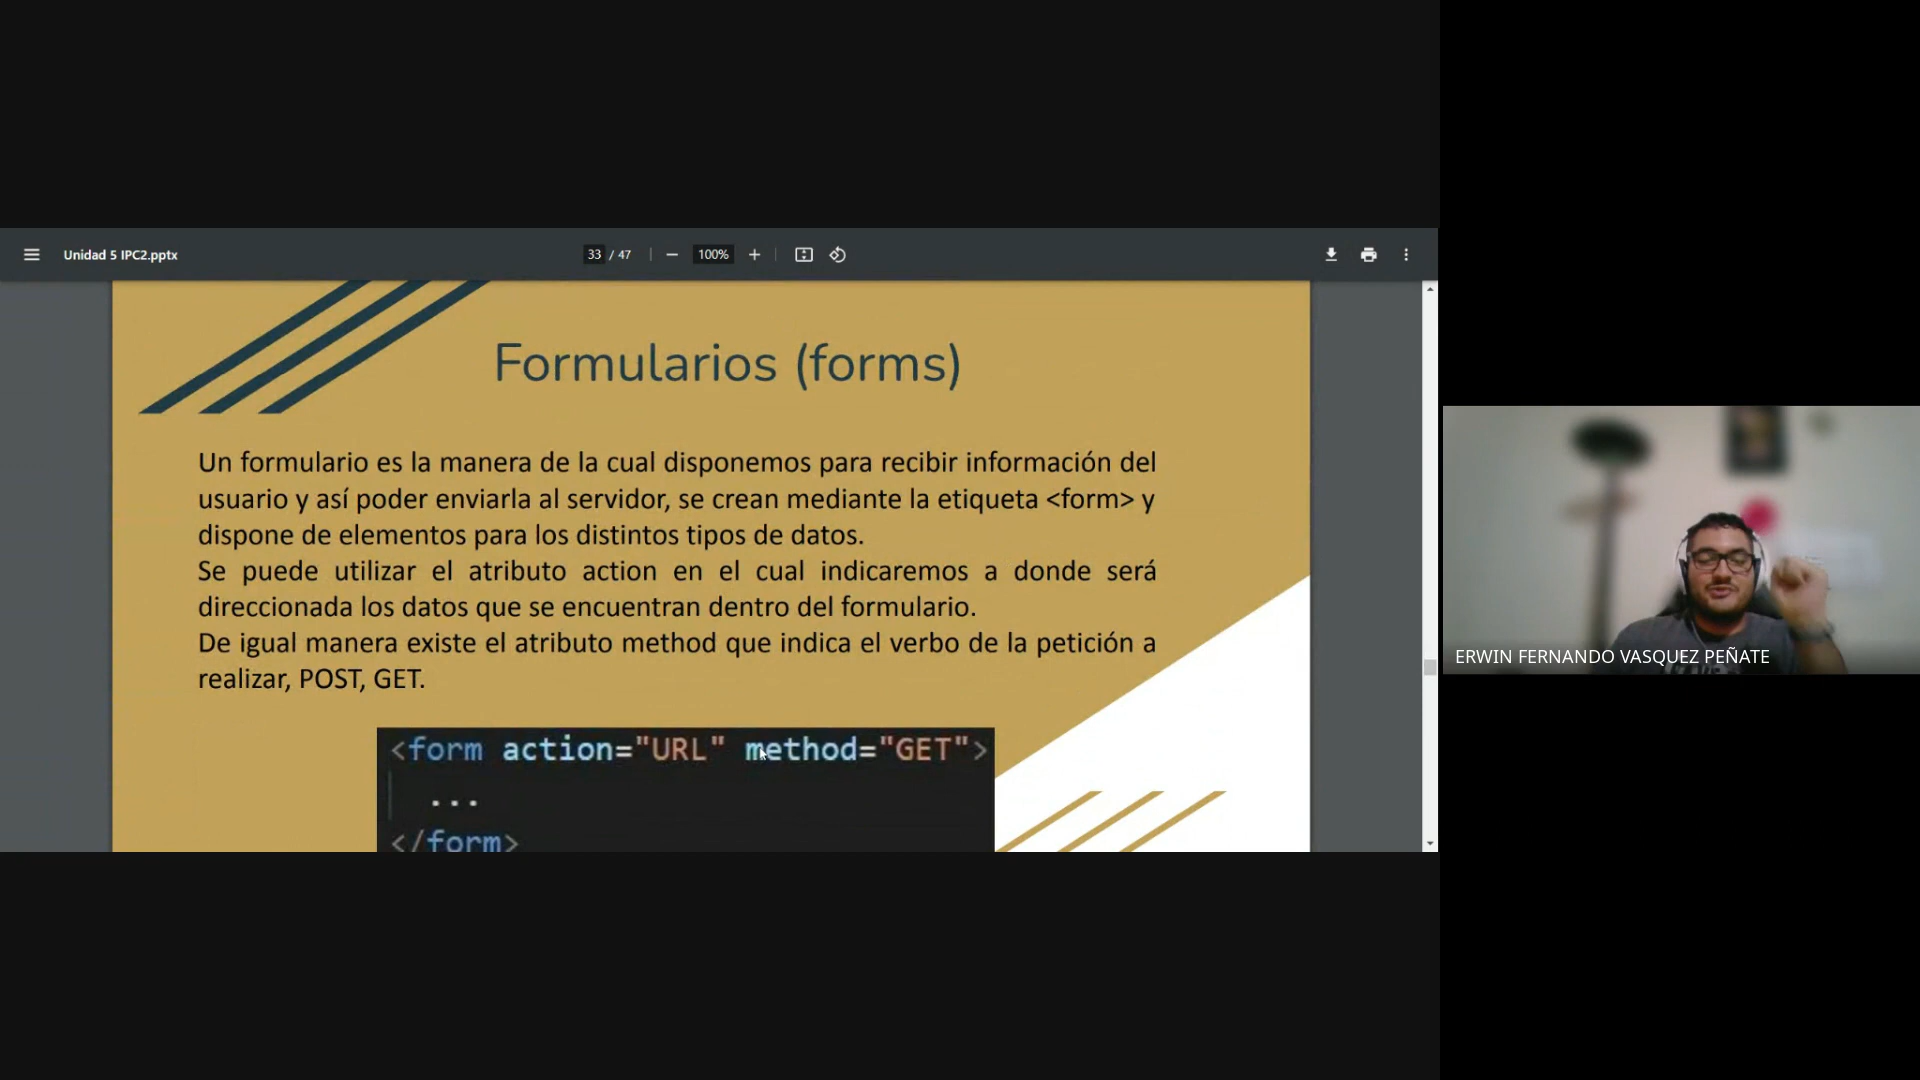 Unidad 5 IPC2.pptx
33 / 47
100%
Formularios (forms)
Un formulario es la manera de la cual disponemos para recibir información del
usuario y así poder enviarla al servidor, se crean mediante la etiqueta <form> y
dispone de elementos para los distintos tipos de datos.
Se puede utilizar el atributo action en el cual indicaremos a donde será
direccionada los datos que se encuentran dentro del formulario.
De igual manera existe el atributo method que indica el verbo de la petición a
realizar, POST, GET.
<form action="URL" method="GET">
...
</form>
ERWIN FERNANDO VASQUEZ PEÑATE